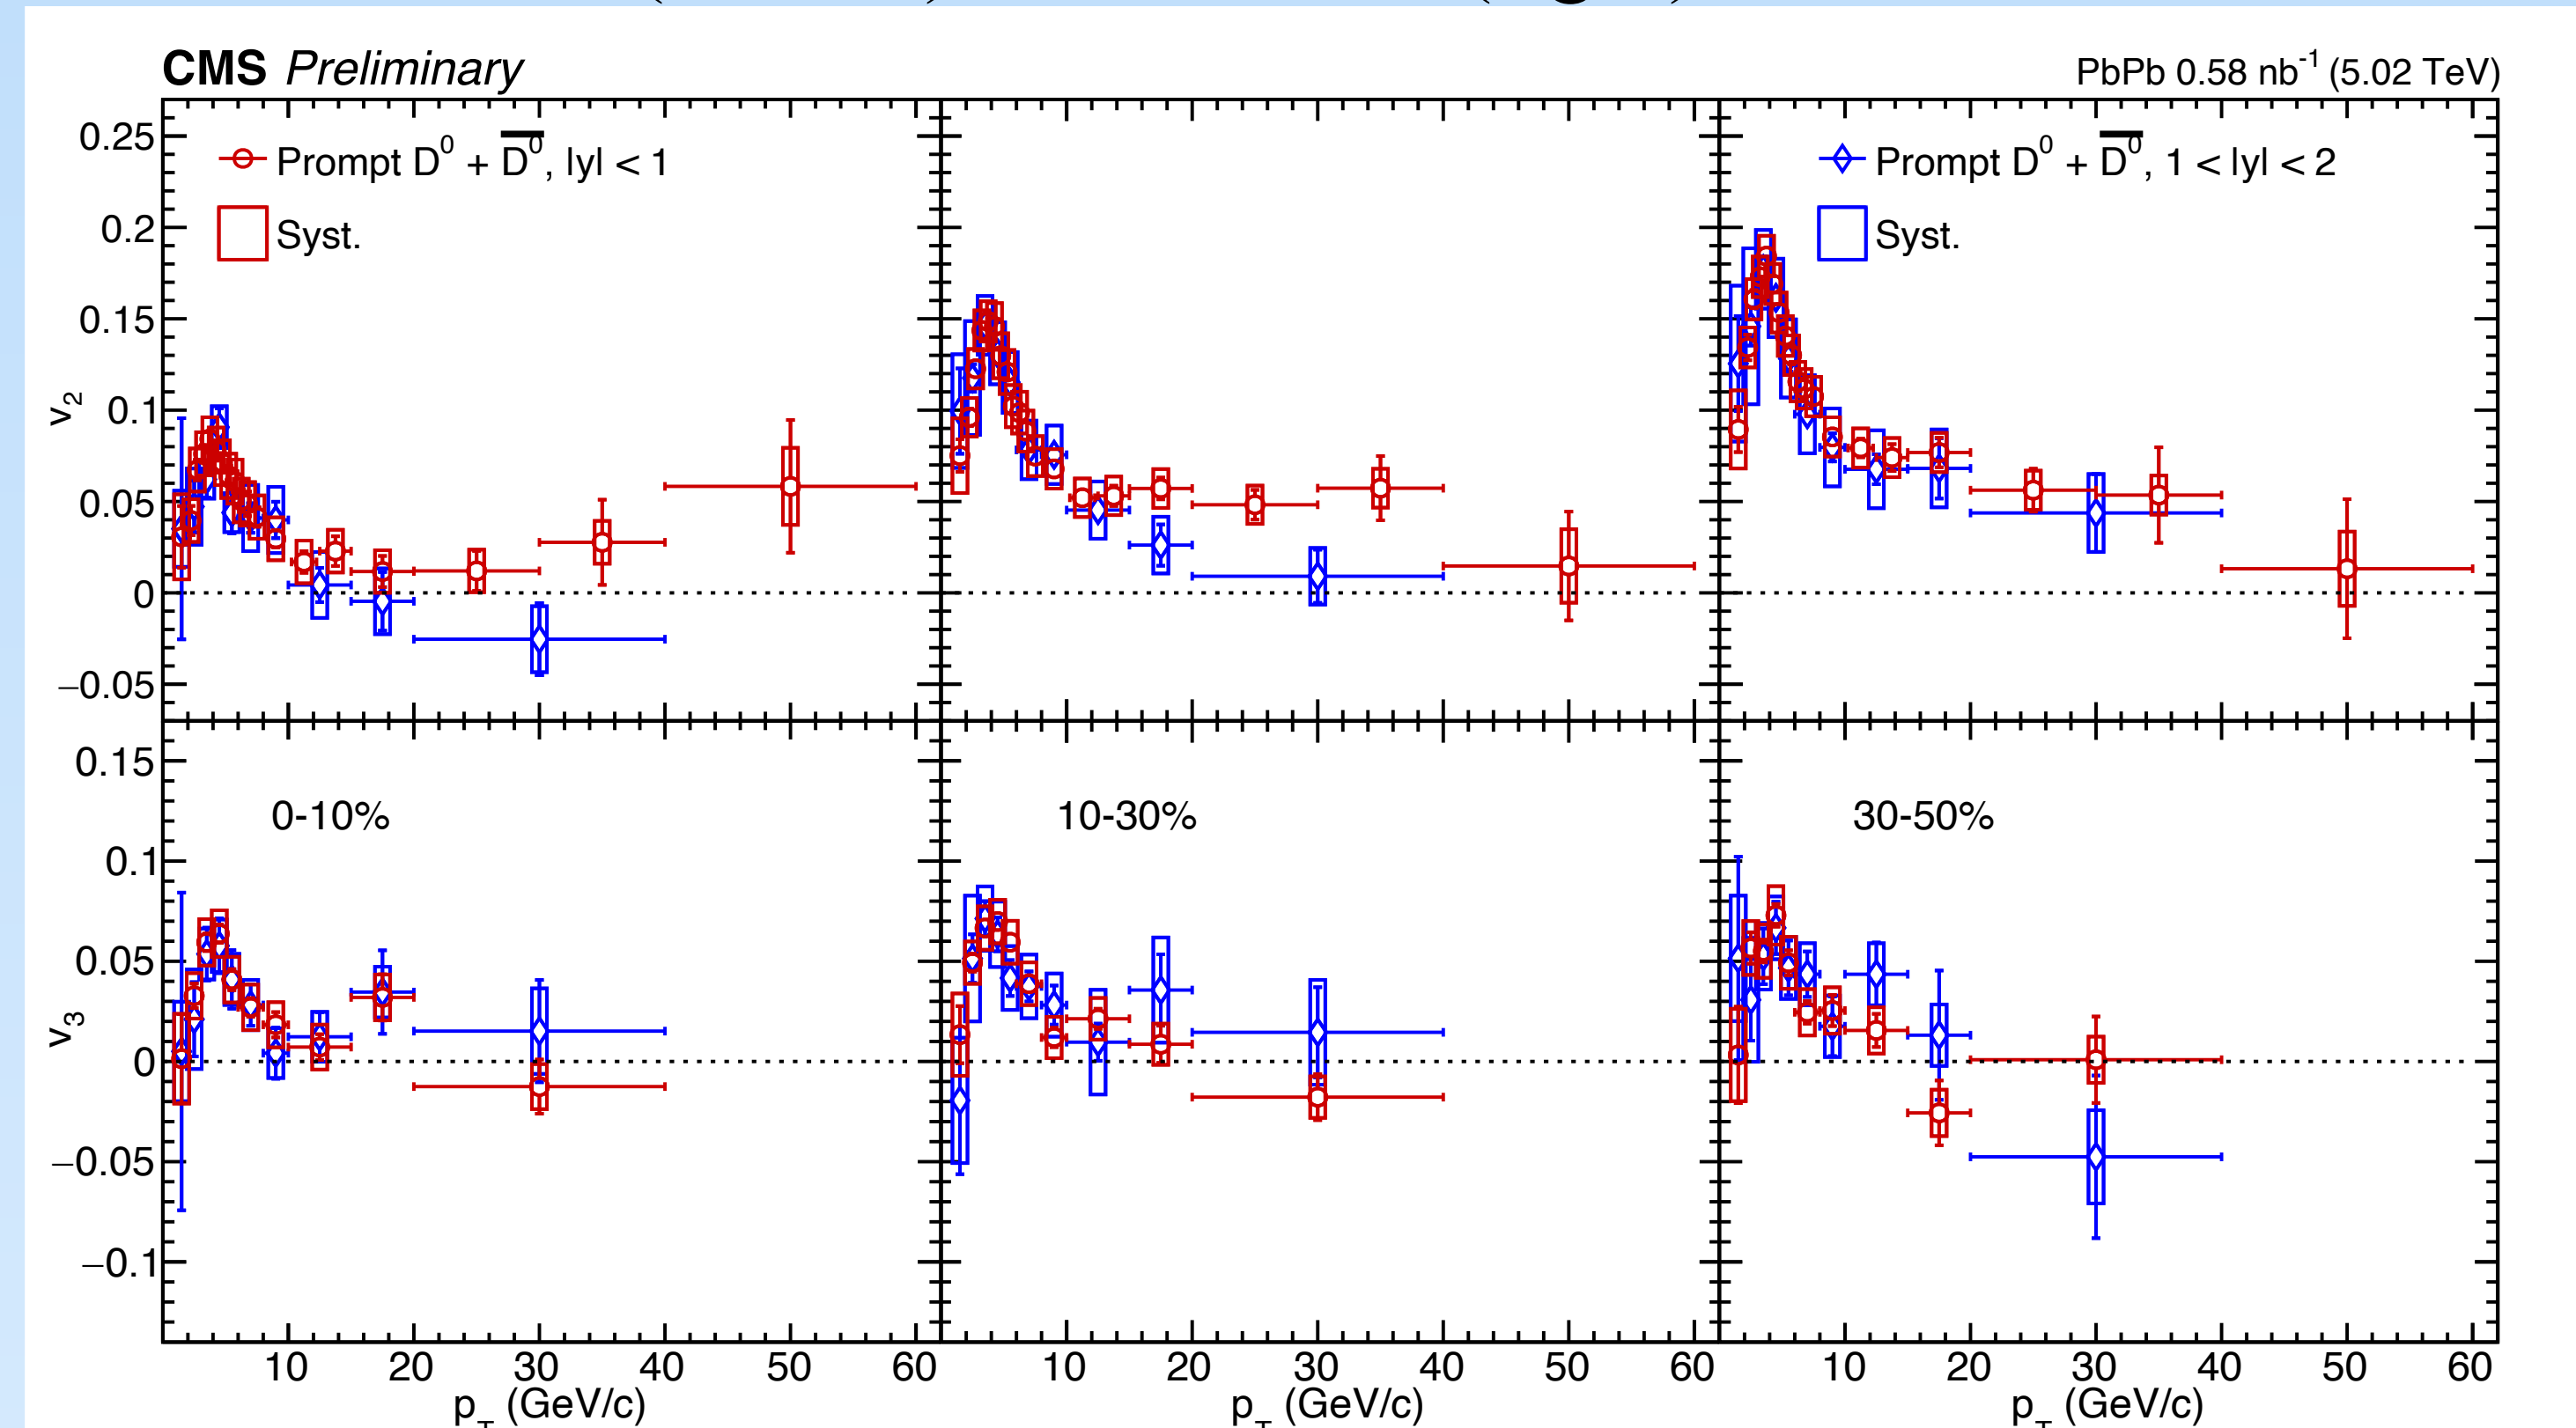 CMS Preliminary
PbPb 0.58 nb⁻¹ (5.02 TeV)
Prompt D⁰ + D̅⁰, |y| < 1
Syst.
Prompt D⁰ + D̅⁰, 1 < |y| < 2
Syst.
v₂
0.25
0.2
0.15
0.1
0.05
0
−0.05
v₃
0.15
0.1
0.05
0
−0.05
−0.1
0-10%
10-30%
30-50%
10 20 30 40 50 60
10 20 30 40 50 60
10 20 30 40 50 60
p_T (GeV/c)
p_T (GeV/c)
p_T (GeV/c)